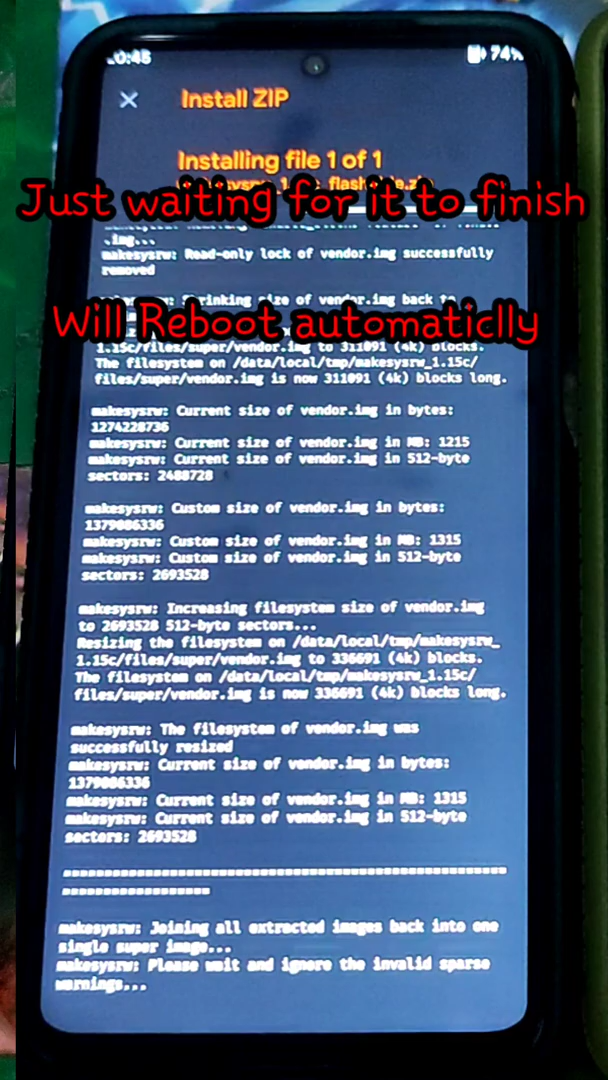 :48
74%
Install ZIP
Installing file 1 of 1
Just waiting for it to finish
.img...
makesysrw: Read-only lock of vendor.img successfully
removed
size of vendor.img back to
Will Reboot automaticlly
1.15c/files/super/vendor.img to 311091 (4k) blocks.
The filesystem on /data/local/tmp/makesysrw_1.15c/
files/super/vendor.img is now 311091 (4k) blocks long.
makesysrw: Current size of vendor.img in bytes:
1274228736
makesysrw: Current size of vendor.img in MB: 1215
makesysrw: Current size of vendor.img in 512-byte
sectors: 2488728
makesysrw: Custom size of vendor.img in bytes:
1379086336
makesysrw: Custom size of vendor.img in MB: 1315
makesysrw: Custom size of vendor.img in 512-byte
sectors: 2693528
makesysrw: Increasing filesystem size of vendor.img
to 2693528 512-byte sectors...
Resizing the filesystem on /data/local/tmp/makesysrw_
1.15c/files/super/vendor.img to 336691 (4k) blocks.
The filesystem on /data/local/tmp/makesysrw_1.15c/
files/super/vendor.img is now 336691 (4k) blocks long.
makesysrw: The filesystem of vendor.img was
successfully resized
makesysrw: Current size of vendor.img in bytes:
1379086336
makesysrw: Current size of vendor.img in MB: 1315
makesysrw: Current size of vendor.img in 512-byte
sectors: 2693528
makesysrw: Joining all extracted images back into one
single super image...
makesysrw: Please wait and ignore the invalid sparse
warnings...